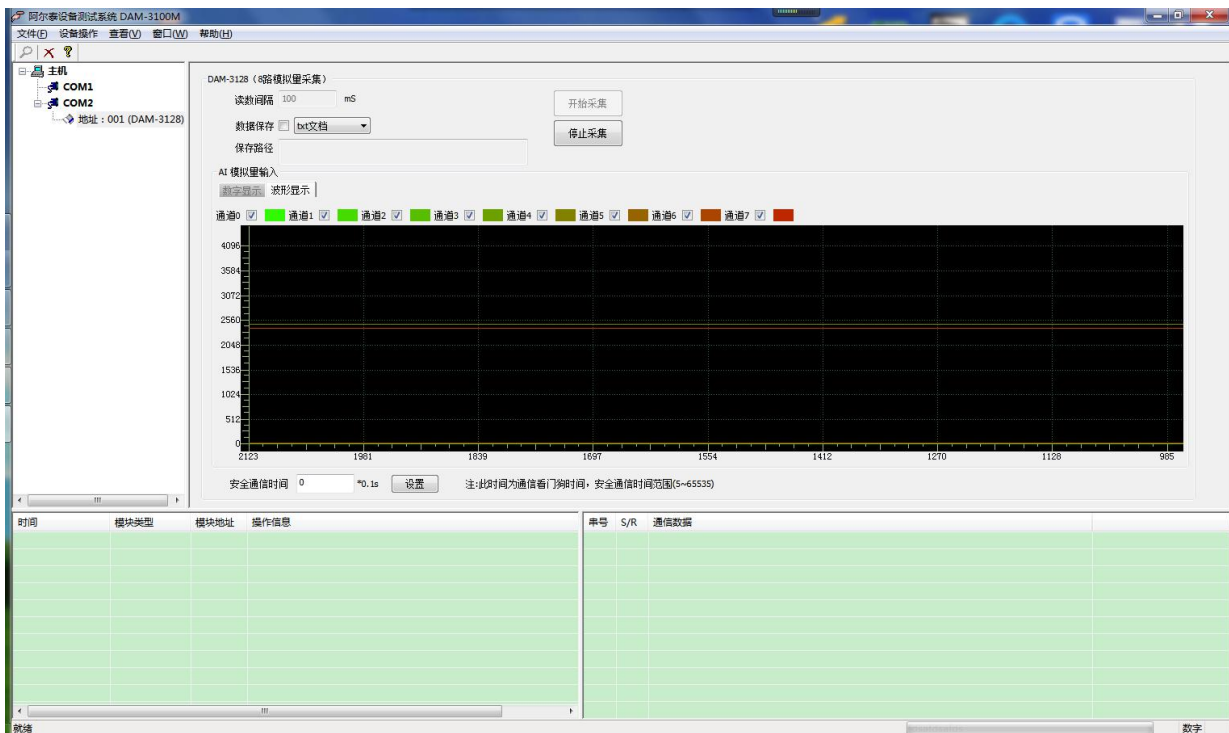 阿尔泰设备测试系统 DAM-3100M
文件(F) 设备操作 查看(V) 窗口(W) 帮助(H)
主机
COM1
COM2
地址：001 (DAM-3128)
DAM-3128（8路模拟量采集）
读数间隔 100 mS
开始采集
数据保存 txt文档
停止采集
保存路径
AI 模拟量输入
数字显示 波形显示
通道0 通道1 通道2 通道3 通道4 通道5 通道6 通道7
4096
3584
3072
2560
2048
1536
1024
512
0
2123 1981 1839 1697 1554 1412 1270 1128 985
安全通信时间 0 *0.1s 设置 注:此时间为通信看门狗时间，安全通信时间范围(5~65535)
时间 模块类型 模块地址 操作信息 串号 S/R 通信数据
就绪 数字